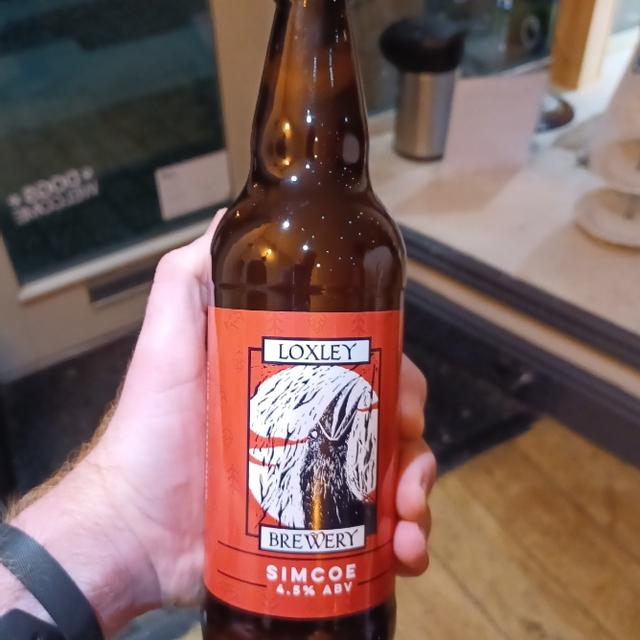 ★ DOGS ★
WELCOME
LOXLEY
BREWERY
SIMCOE
4.5% ABV